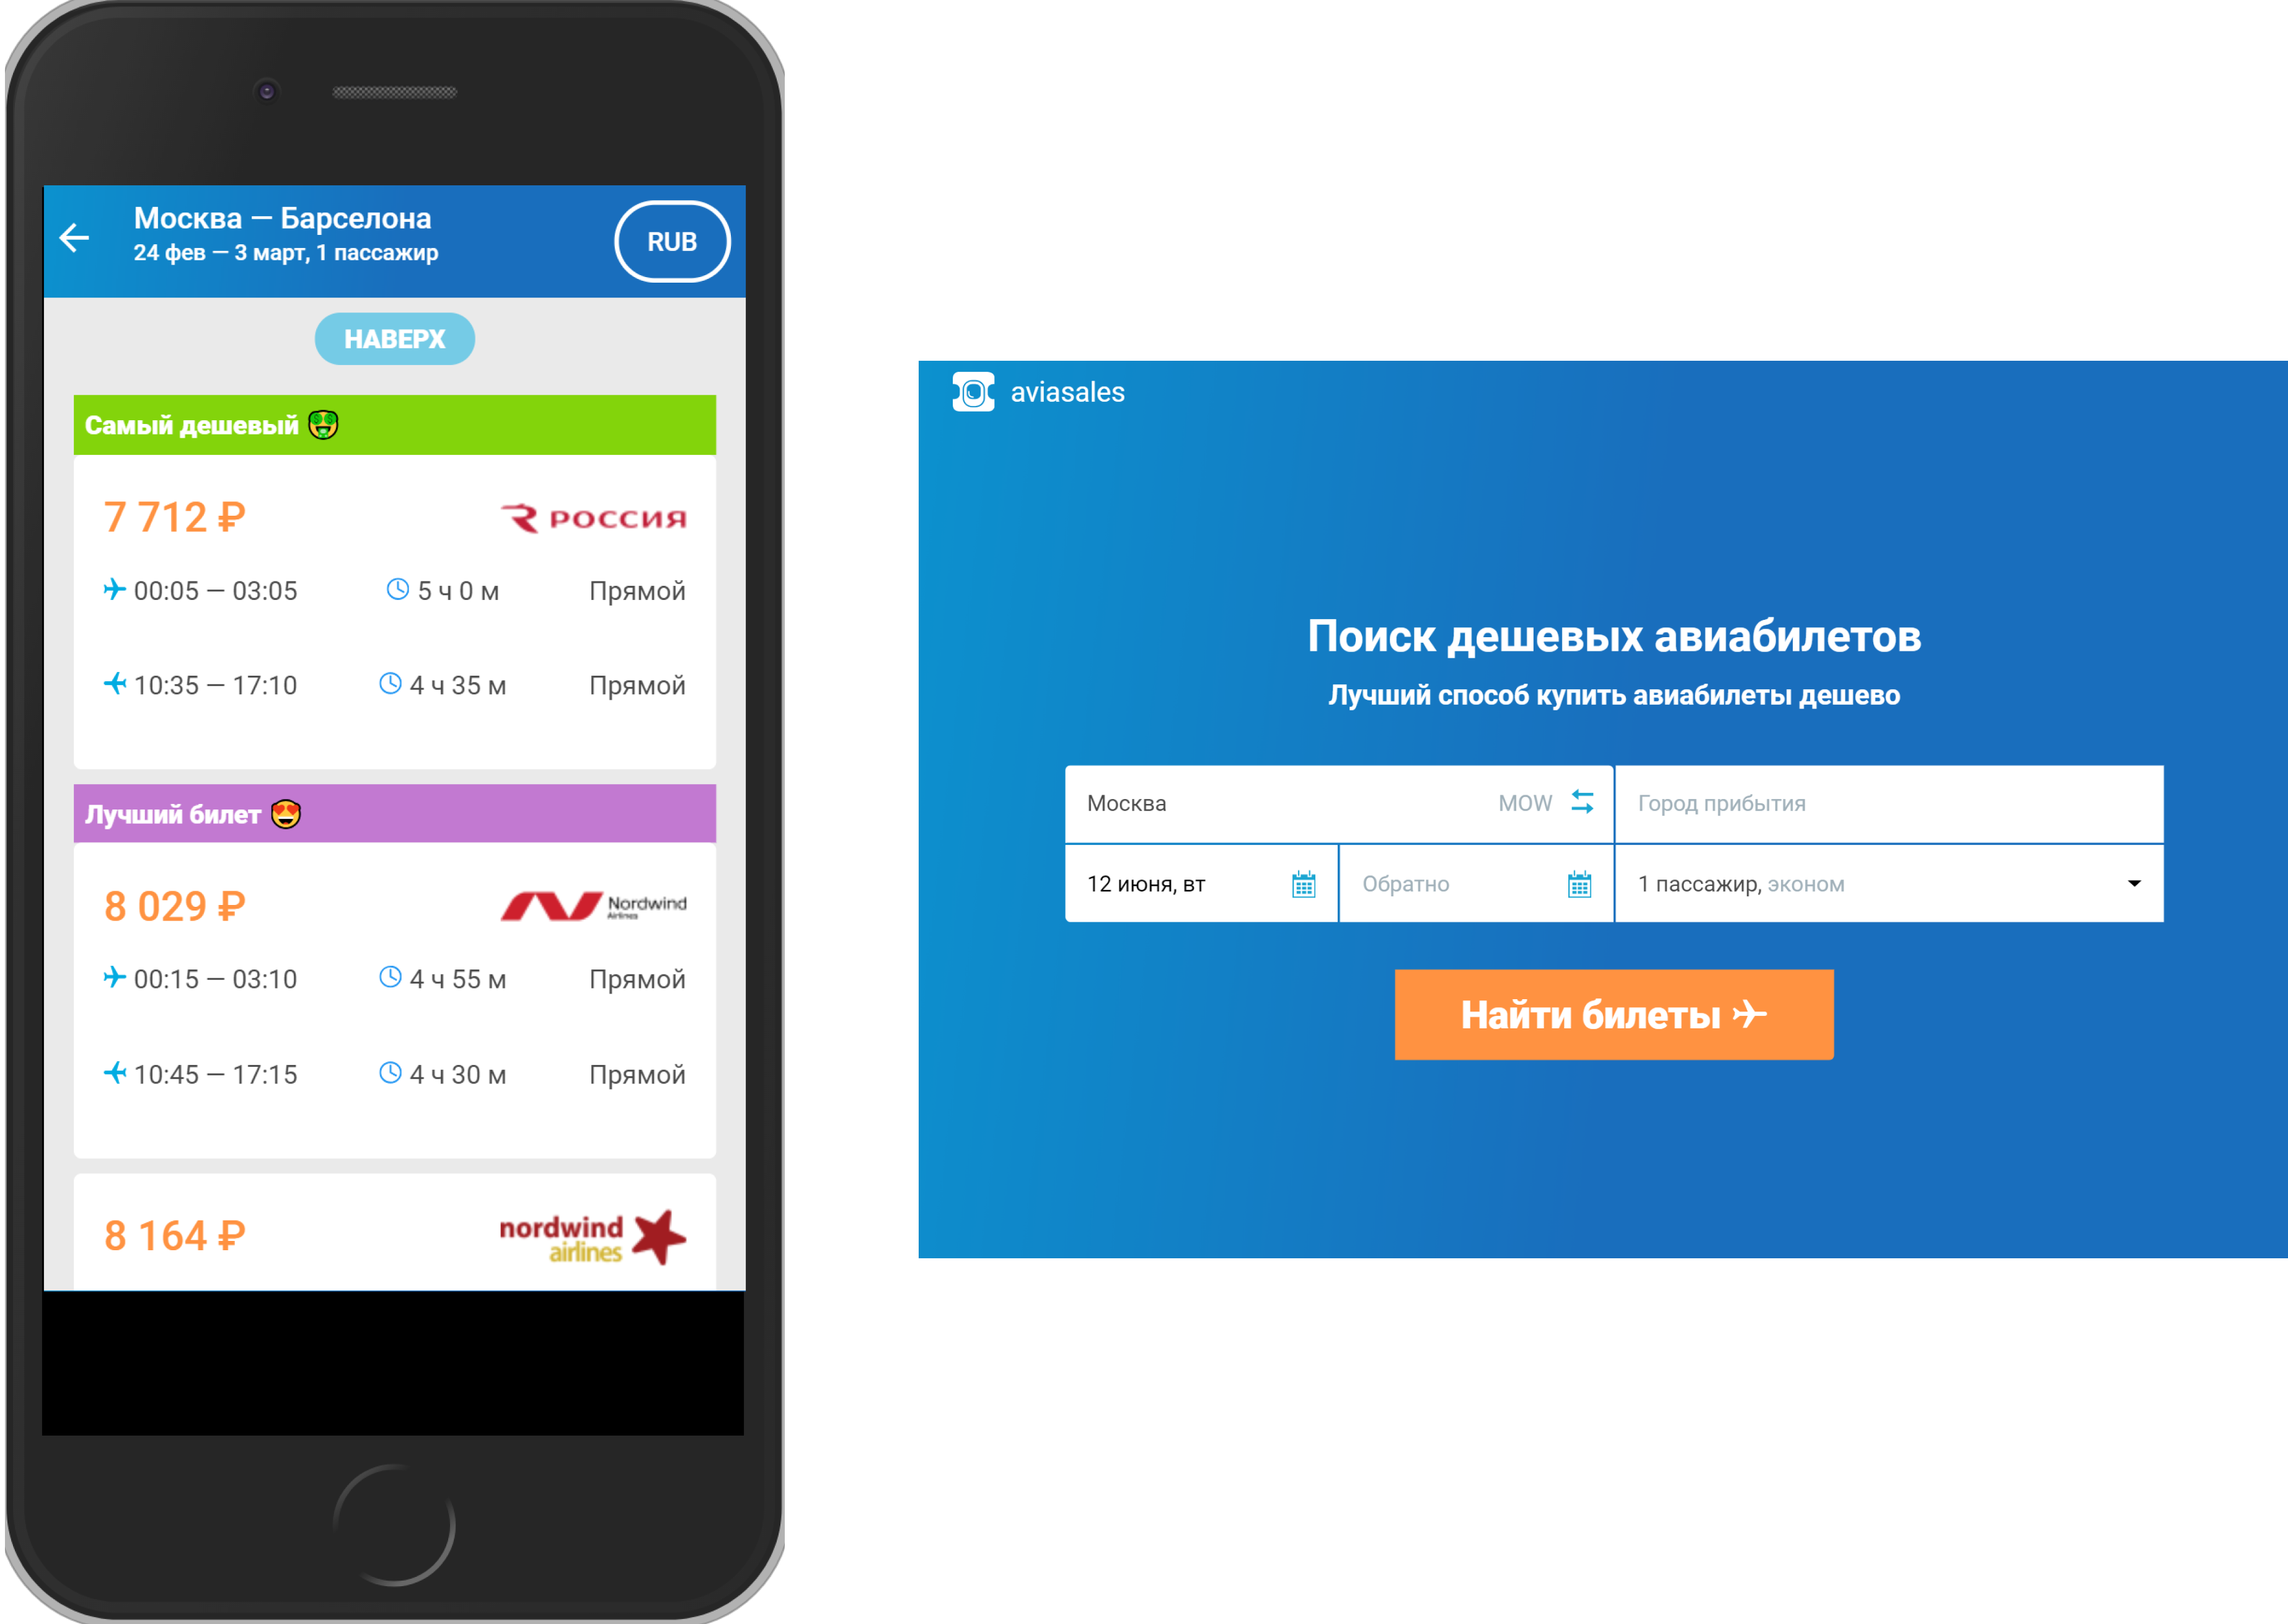 Москва — Барселона
24 фев — 3 март, 1 пассажир
RUB
НАВЕРХ
Самый дешевый
7 712 ₽
РОССИЯ
00:05 — 03:05 5 ч 0 м Прямой
10:35 — 17:10 4 ч 35 м Прямой
Лучший билет
8 029 ₽
Nordwind
Airlines
00:15 — 03:10 4 ч 55 м Прямой
10:45 — 17:15 4 ч 30 м Прямой
8 164 ₽
nordwind
airlines
aviasales
Поиск дешевых авиабилетов
Лучший способ купить авиабилеты дешево
Москва MOW Город прибытия
12 июня, вт Обратно 1 пассажир, эконом
Найти билеты